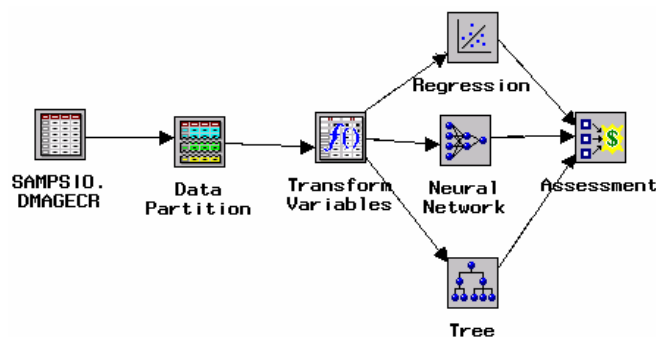 Regression
SAMPSIO.
DMAGECR
Data
Partition
Transform
Variables
Neural
Network
Assessment
Tree